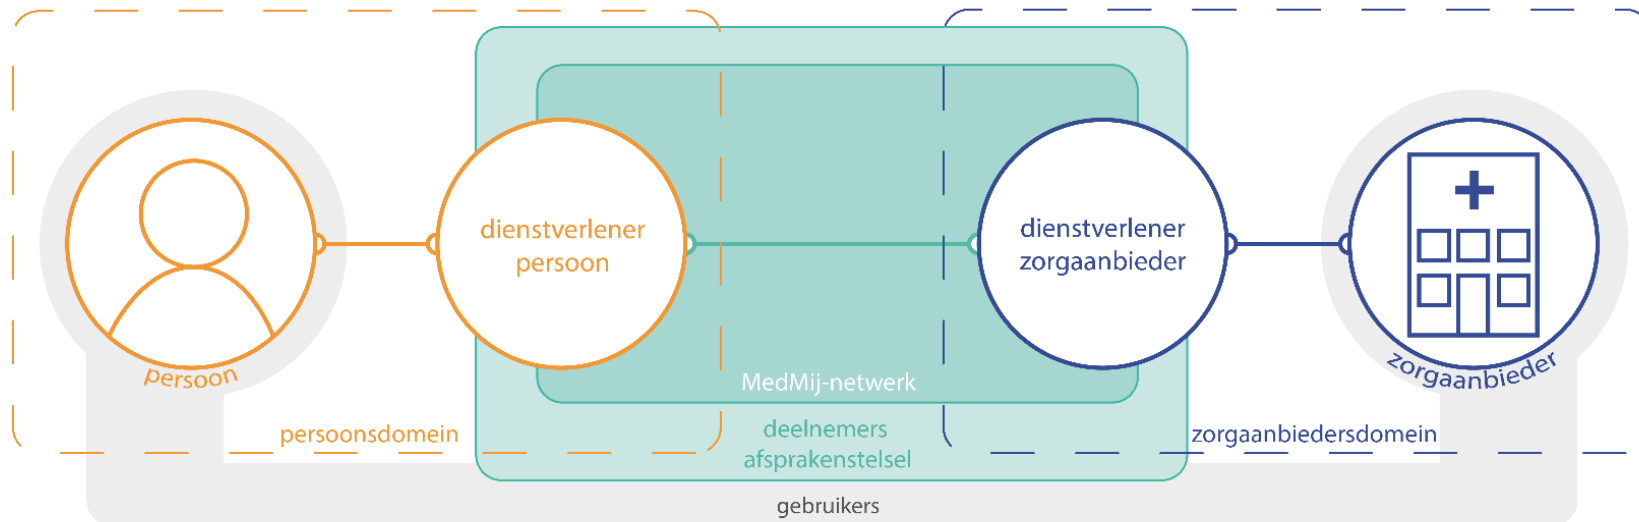 dienstverlener
persoon
dienstverlener
zorgaanbieder
persoon
zorgaanbieder
MedMij-netwerk
persoonsdomein
deelnemers
afsprakenstelsel
zorgaanbiedersdomein
gebruikers